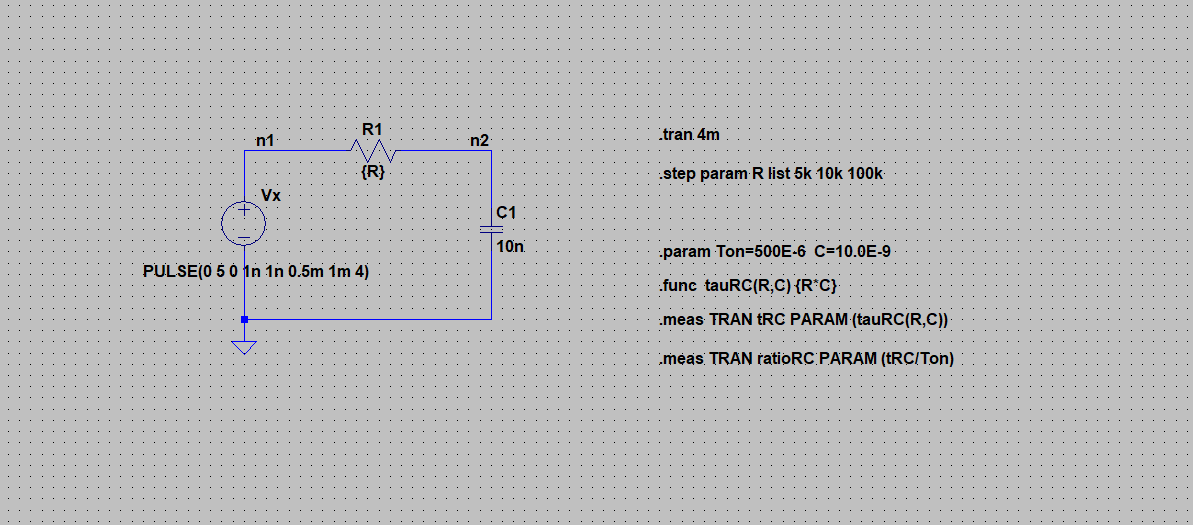 n1
R1
{R}
n2
Vx
C1
10n
PULSE(0 5 0 1n 1n 0.5m 1m 4)
.tran 4m
.step param R list 5k 10k 100k
.param Ton=500E-6 C=10.0E-9
.func tauRC(R,C) {R*C}
.meas TRAN tRC PARAM (tauRC(R,C))
.meas TRAN ratioRC PARAM (tRC/Ton)